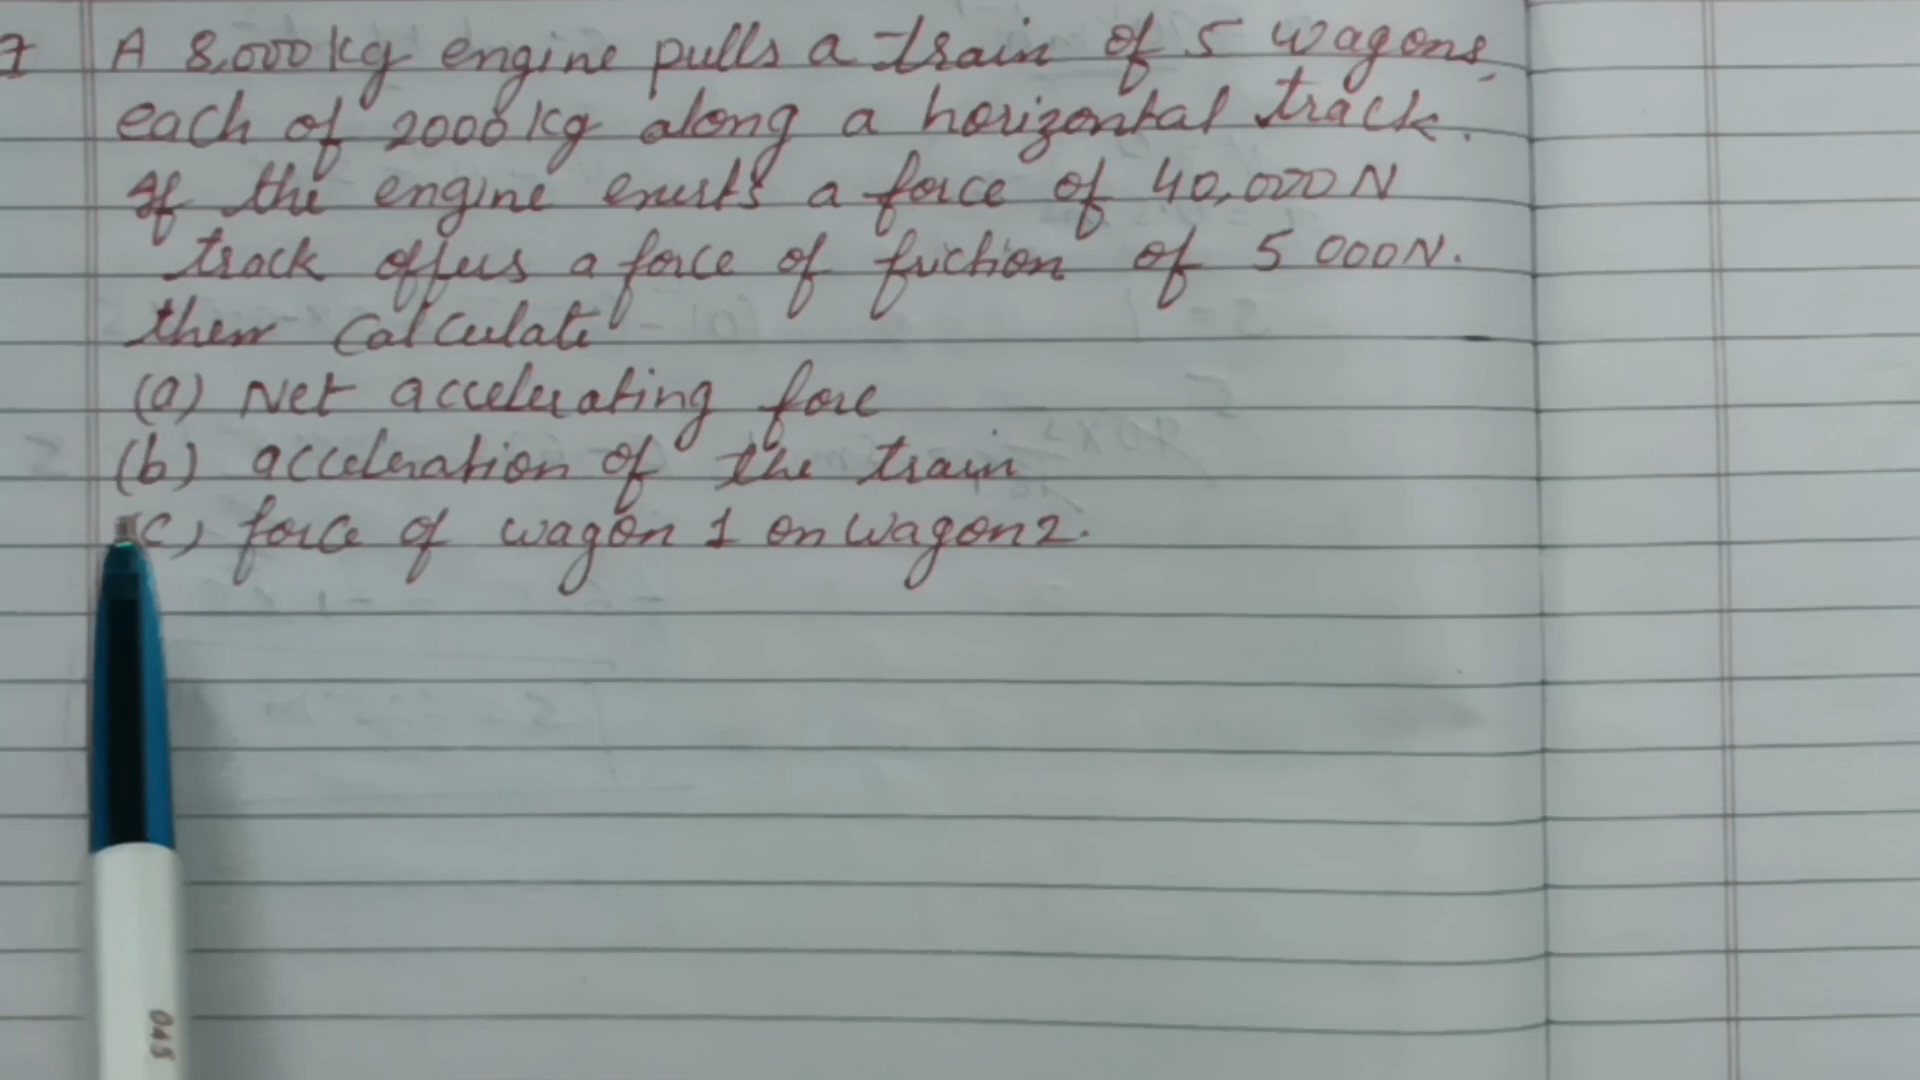 7 A 8,000 kg engine pulls a train of 5 wagons,
each of 2000 kg along a horizontal track.
If the engine exerts a force of 40,000 N
track offers a force of friction of 5 000N.
then Calculate
(a) Net accelerating forc
(b) acceleration of the train
(C) force of wagon 1 on wagon 2.
045